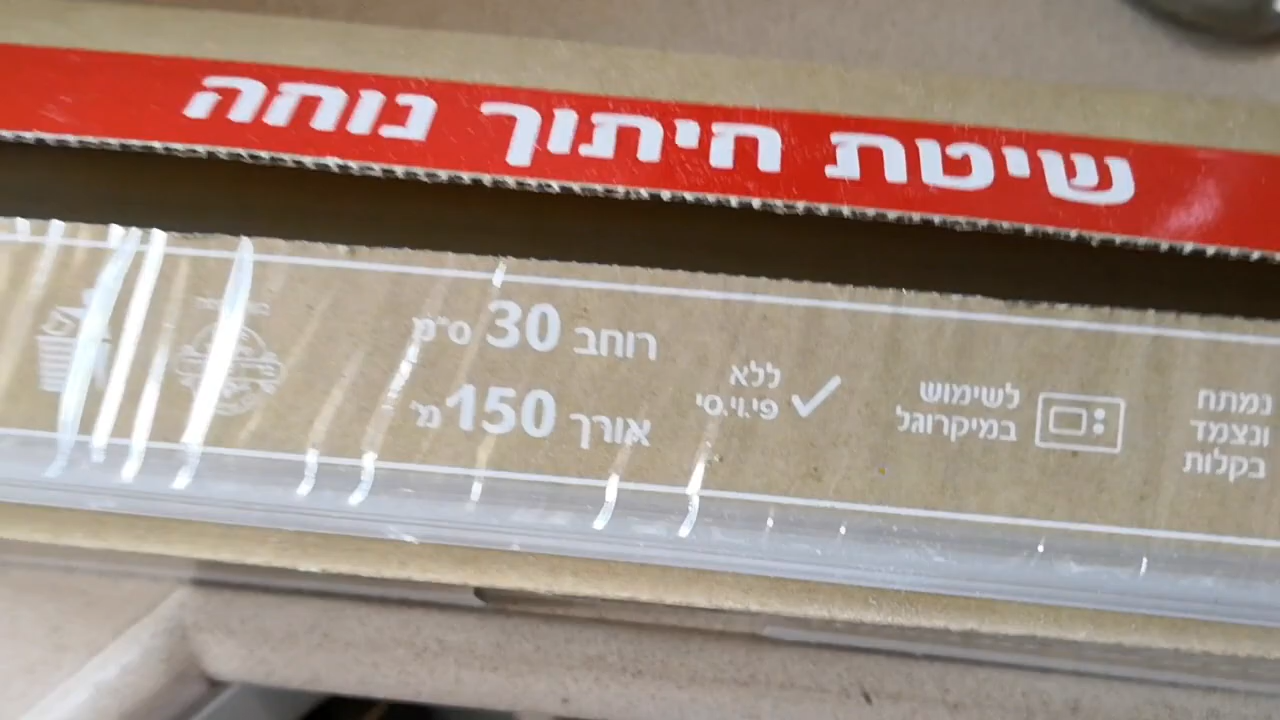 שיטת חיתוך נוחה
נמתח
ונצמד
בקלות
לשימוש
במיקרוגל
ללא
פי.וי.סי
רוחב 30 ס"מ
אורך 150 מ'